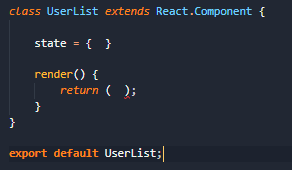 class UserList extends React.Component {
state = {  }
render() {
return (  );
}
}
export default UserList;